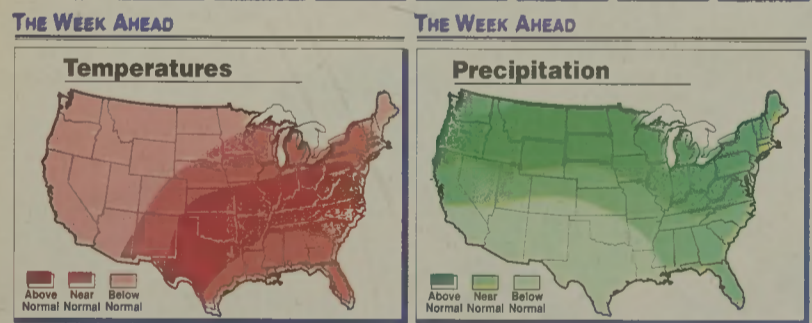 THE WEEK AHEAD
Temperatures
Above Normal
Near Normal
Below Normal
THE WEEK AHEAD
Precipitation
Above Normal
Near Normal
Below Normal